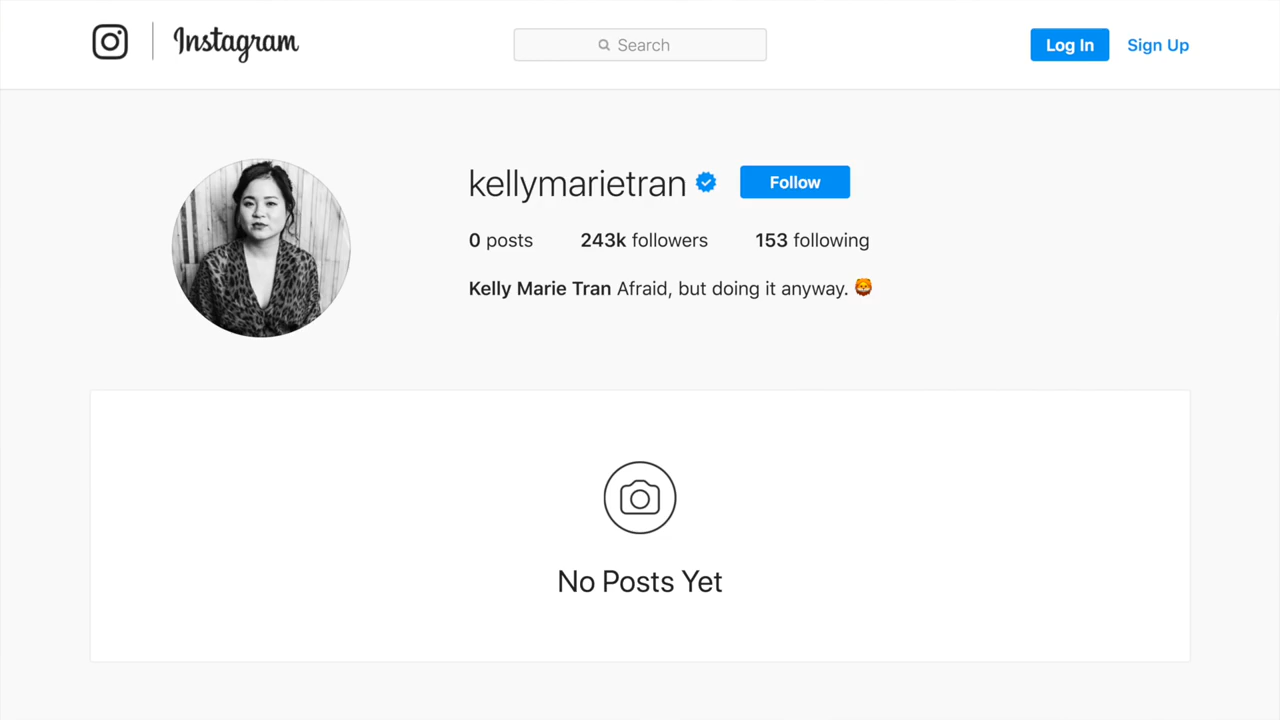 Instagram
Search
Log In
Sign Up
kellymarietran
Follow
0 posts 243k followers 153 following
Kelly Marie Tran Afraid, but doing it anyway. 🦁
No Posts Yet